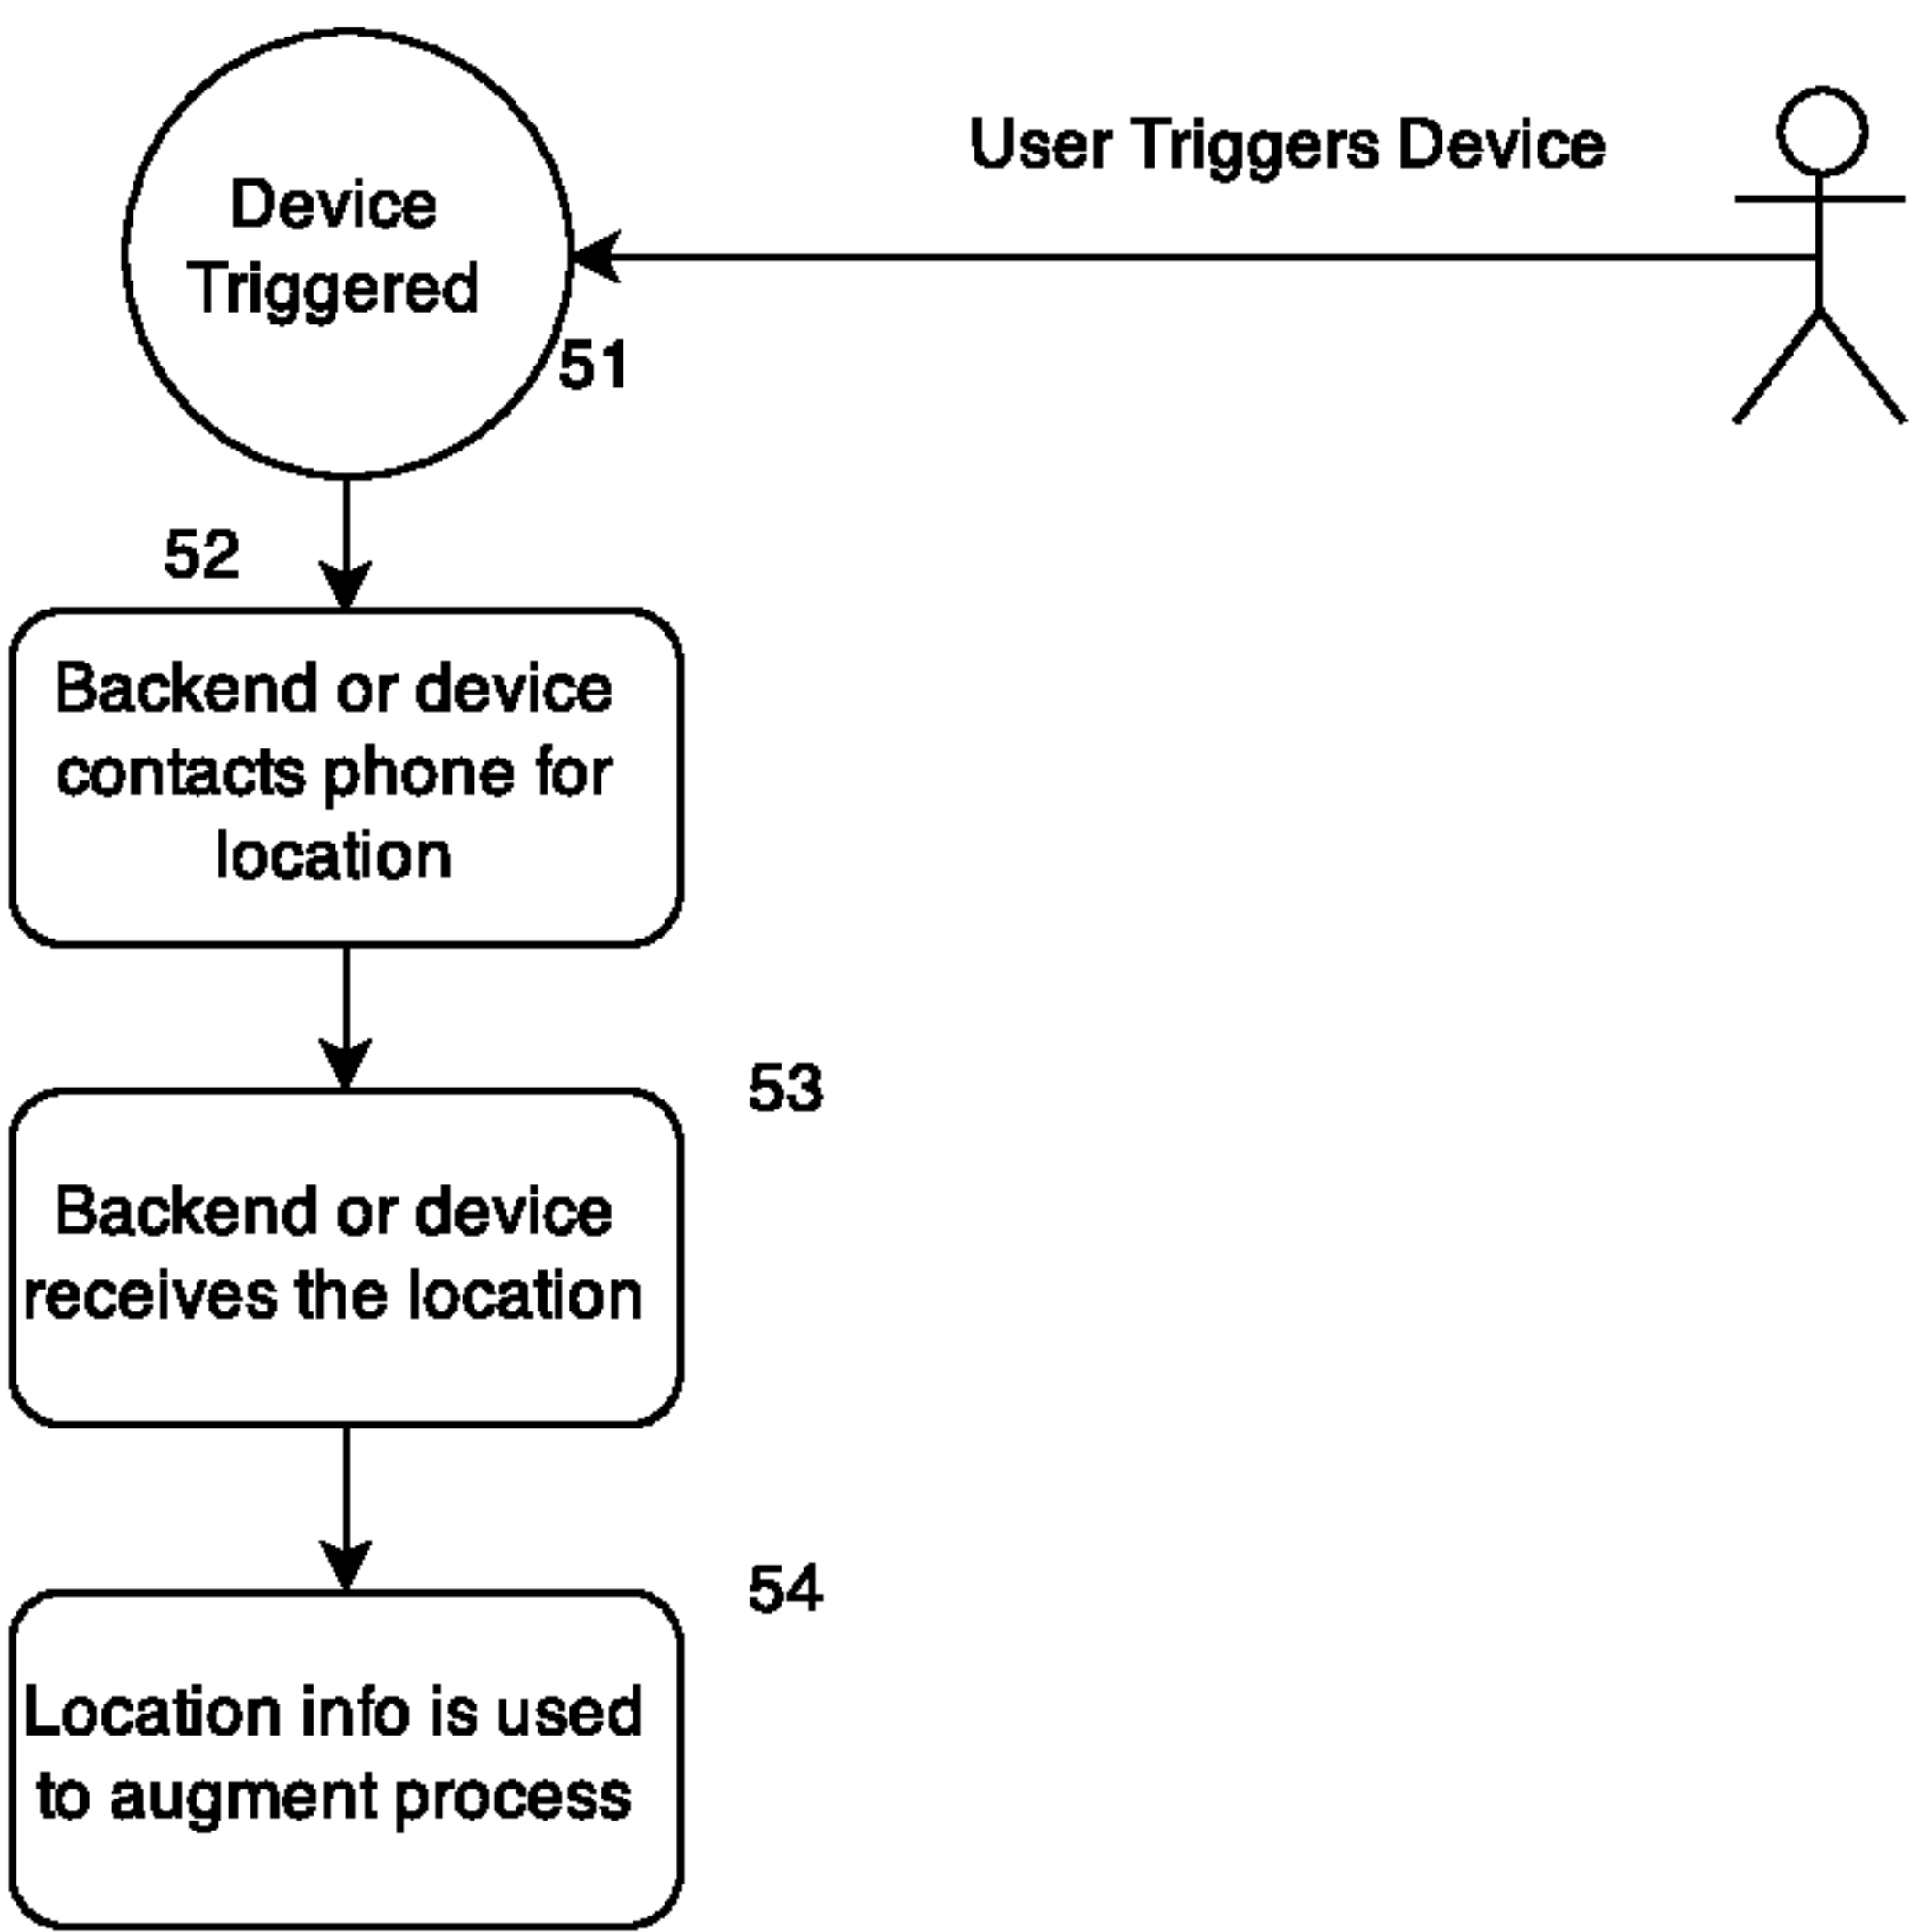 User Triggers Device
Device
Triggered
51
52
Backend or device
contacts phone for
location
53
Backend or device
receives the location
54
Location info is used
to augment process